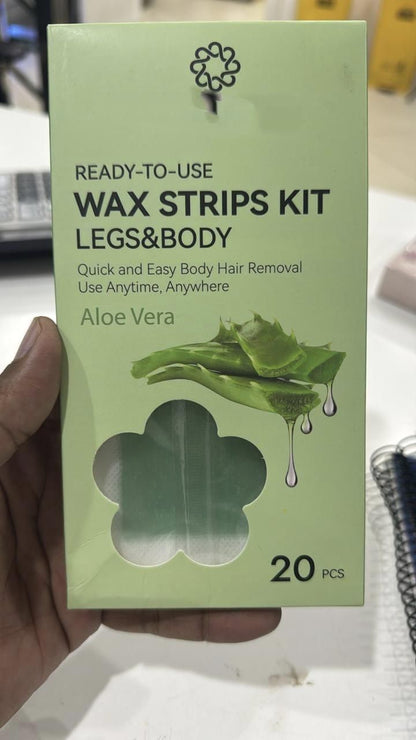 READY-TO-USE
WAX STRIPS KIT
LEGS&BODY
Quick and Easy Body Hair Removal
Use Anytime, Anywhere
Aloe Vera
20 PCS